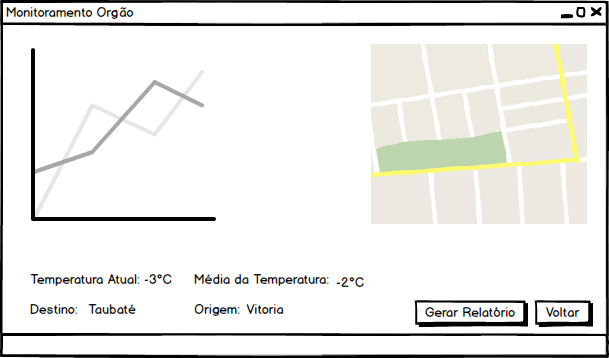 Monitoramento Orgão
Temperatura Atual: -3°C Média da Temperatura: -2°C
Destino: Taubaté Origem: Vitoria
Gerar Relatório Voltar